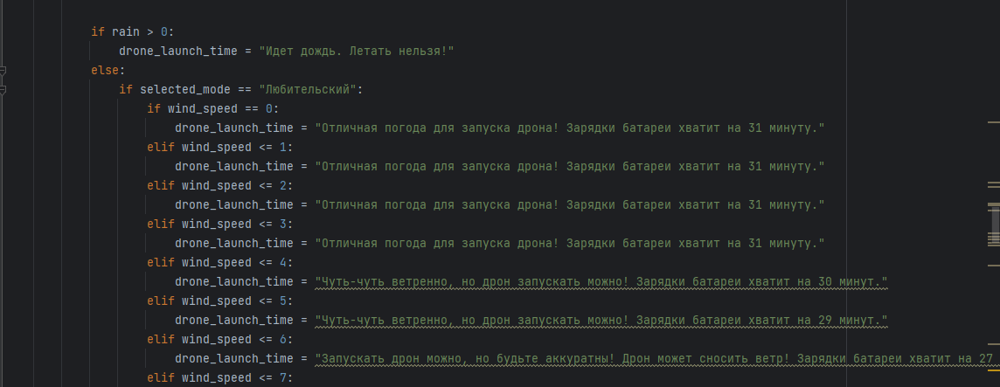 if rain > 0:
drone_launch_time = "Идет дождь. Летать нельзя!"
else:
if selected_mode == "Любительский":
if wind_speed == 0:
drone_launch_time = "Отличная погода для запуска дрона! Зарядки батареи хватит на 31 минуту."
elif wind_speed <= 1:
drone_launch_time = "Отличная погода для запуска дрона! Зарядки батареи хватит на 31 минуту."
elif wind_speed <= 2:
drone_launch_time = "Отличная погода для запуска дрона! Зарядки батареи хватит на 31 минуту."
elif wind_speed <= 3:
drone_launch_time = "Отличная погода для запуска дрона! Зарядки батареи хватит на 31 минуту."
elif wind_speed <= 4:
drone_launch_time = "Чуть-чуть ветренно, но дрон запускать можно! Зарядки батареи хватит на 30 минут."
elif wind_speed <= 5:
drone_launch_time = "Чуть-чуть ветренно, но дрон запускать можно! Зарядки батареи хватит на 29 минут."
elif wind_speed <= 6:
drone_launch_time = "Запускать дрон можно, но будьте аккуратны! Дрон может сносить ветр! Зарядки батареи хватит на 27
elif wind_speed <= 7: